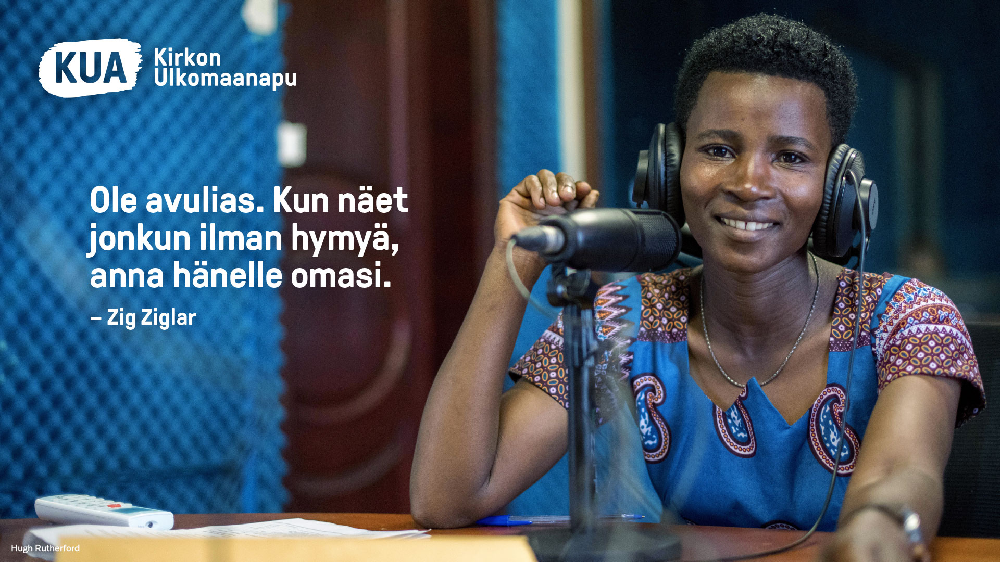 KUA
Kirkon
Ulkomaanapu
Ole avulias. Kun näet
jonkun ilman hymyä,
anna hänelle omasi.
– Zig Ziglar
Hugh Rutherford